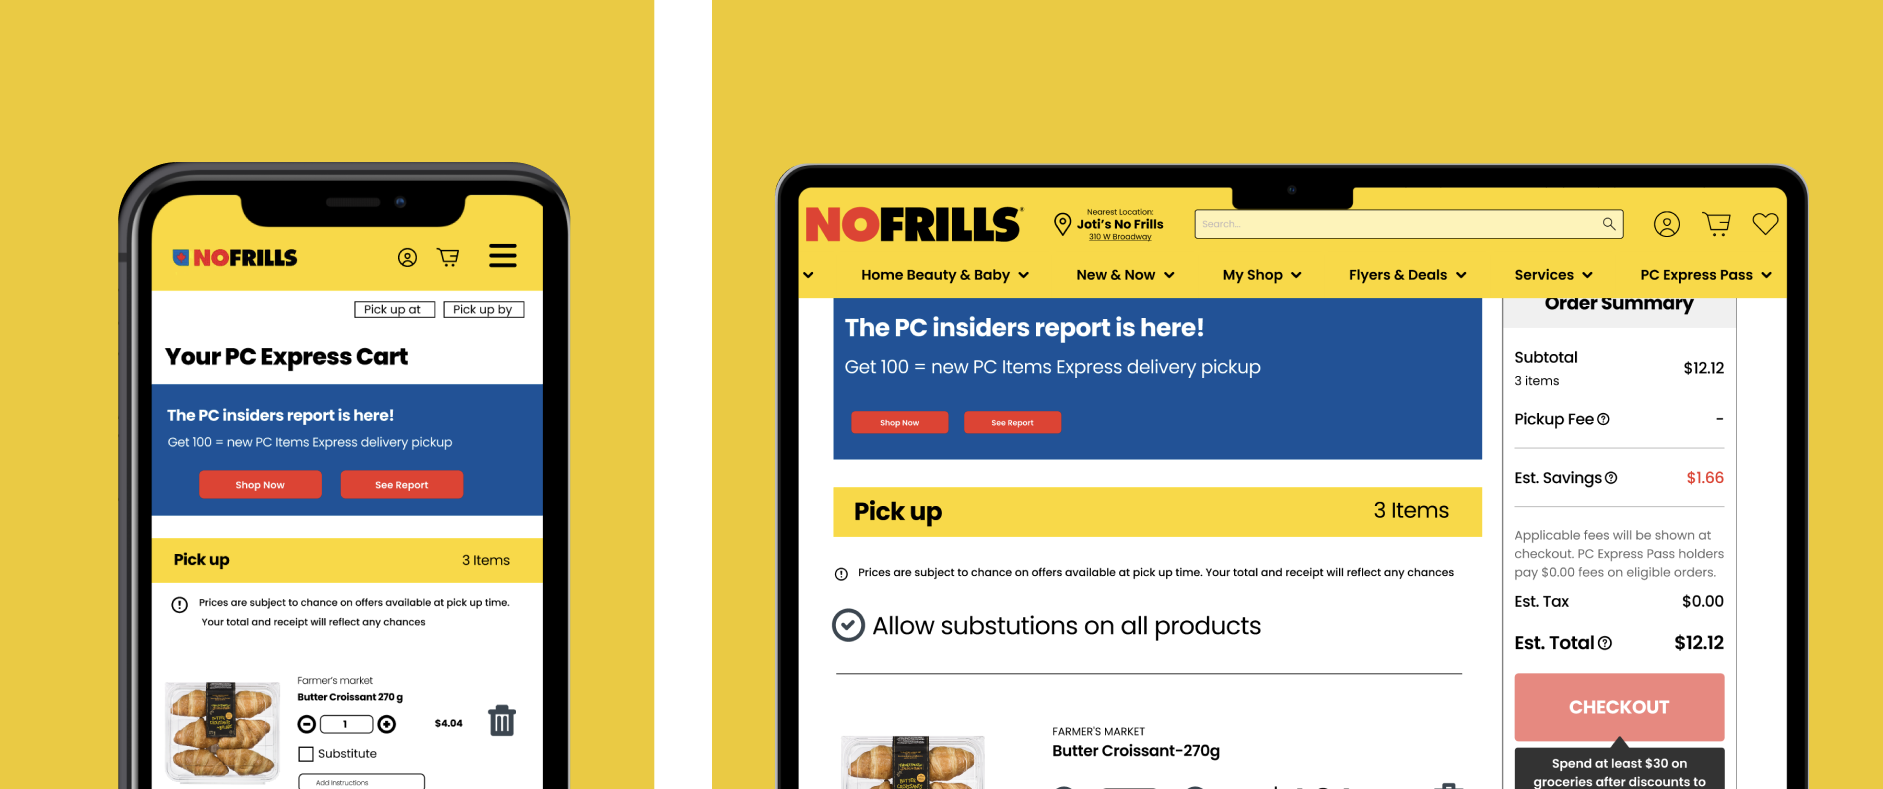 NOFRILLS
Pick up at
Pick up by
Your PC Express Cart
The PC insiders report is here!
Get 100 = new PC Items Express delivery pickup
Shop Now
See Report
Pick up
3 Items
Prices are subject to chance on offers available at pick up time.
Your total and receipt will reflect any chances
Farmer's market
Butter Croissant 270 g
1
$4.04
Substitute
Add instructions
NOFRILLS
Nearest Location:
Joti's No Frills
310 W Broadway
Search...
Home Beauty & Baby
New & Now
My Shop
Flyers & Deals
Services
PC Express Pass
The PC insiders report is here!
Get 100 = new PC Items Express delivery pickup
Shop Now
See Report
Pick up
3 Items
Prices are subject to chance on offers available at pick up time. Your total and receipt will reflect any chances
Allow substutions on all products
FARMER'S MARKET
Butter Croissant-270g
Order Summary
Subtotal
$12.12
3 items
Pickup Fee
-
Est. Savings
$1.66
Applicable fees will be shown at
checkout. PC Express Pass holders
pay $0.00 fees on eligible orders.
Est. Tax
$0.00
Est. Total
$12.12
CHECKOUT
Spend at least $30 on
groceries after discounts to